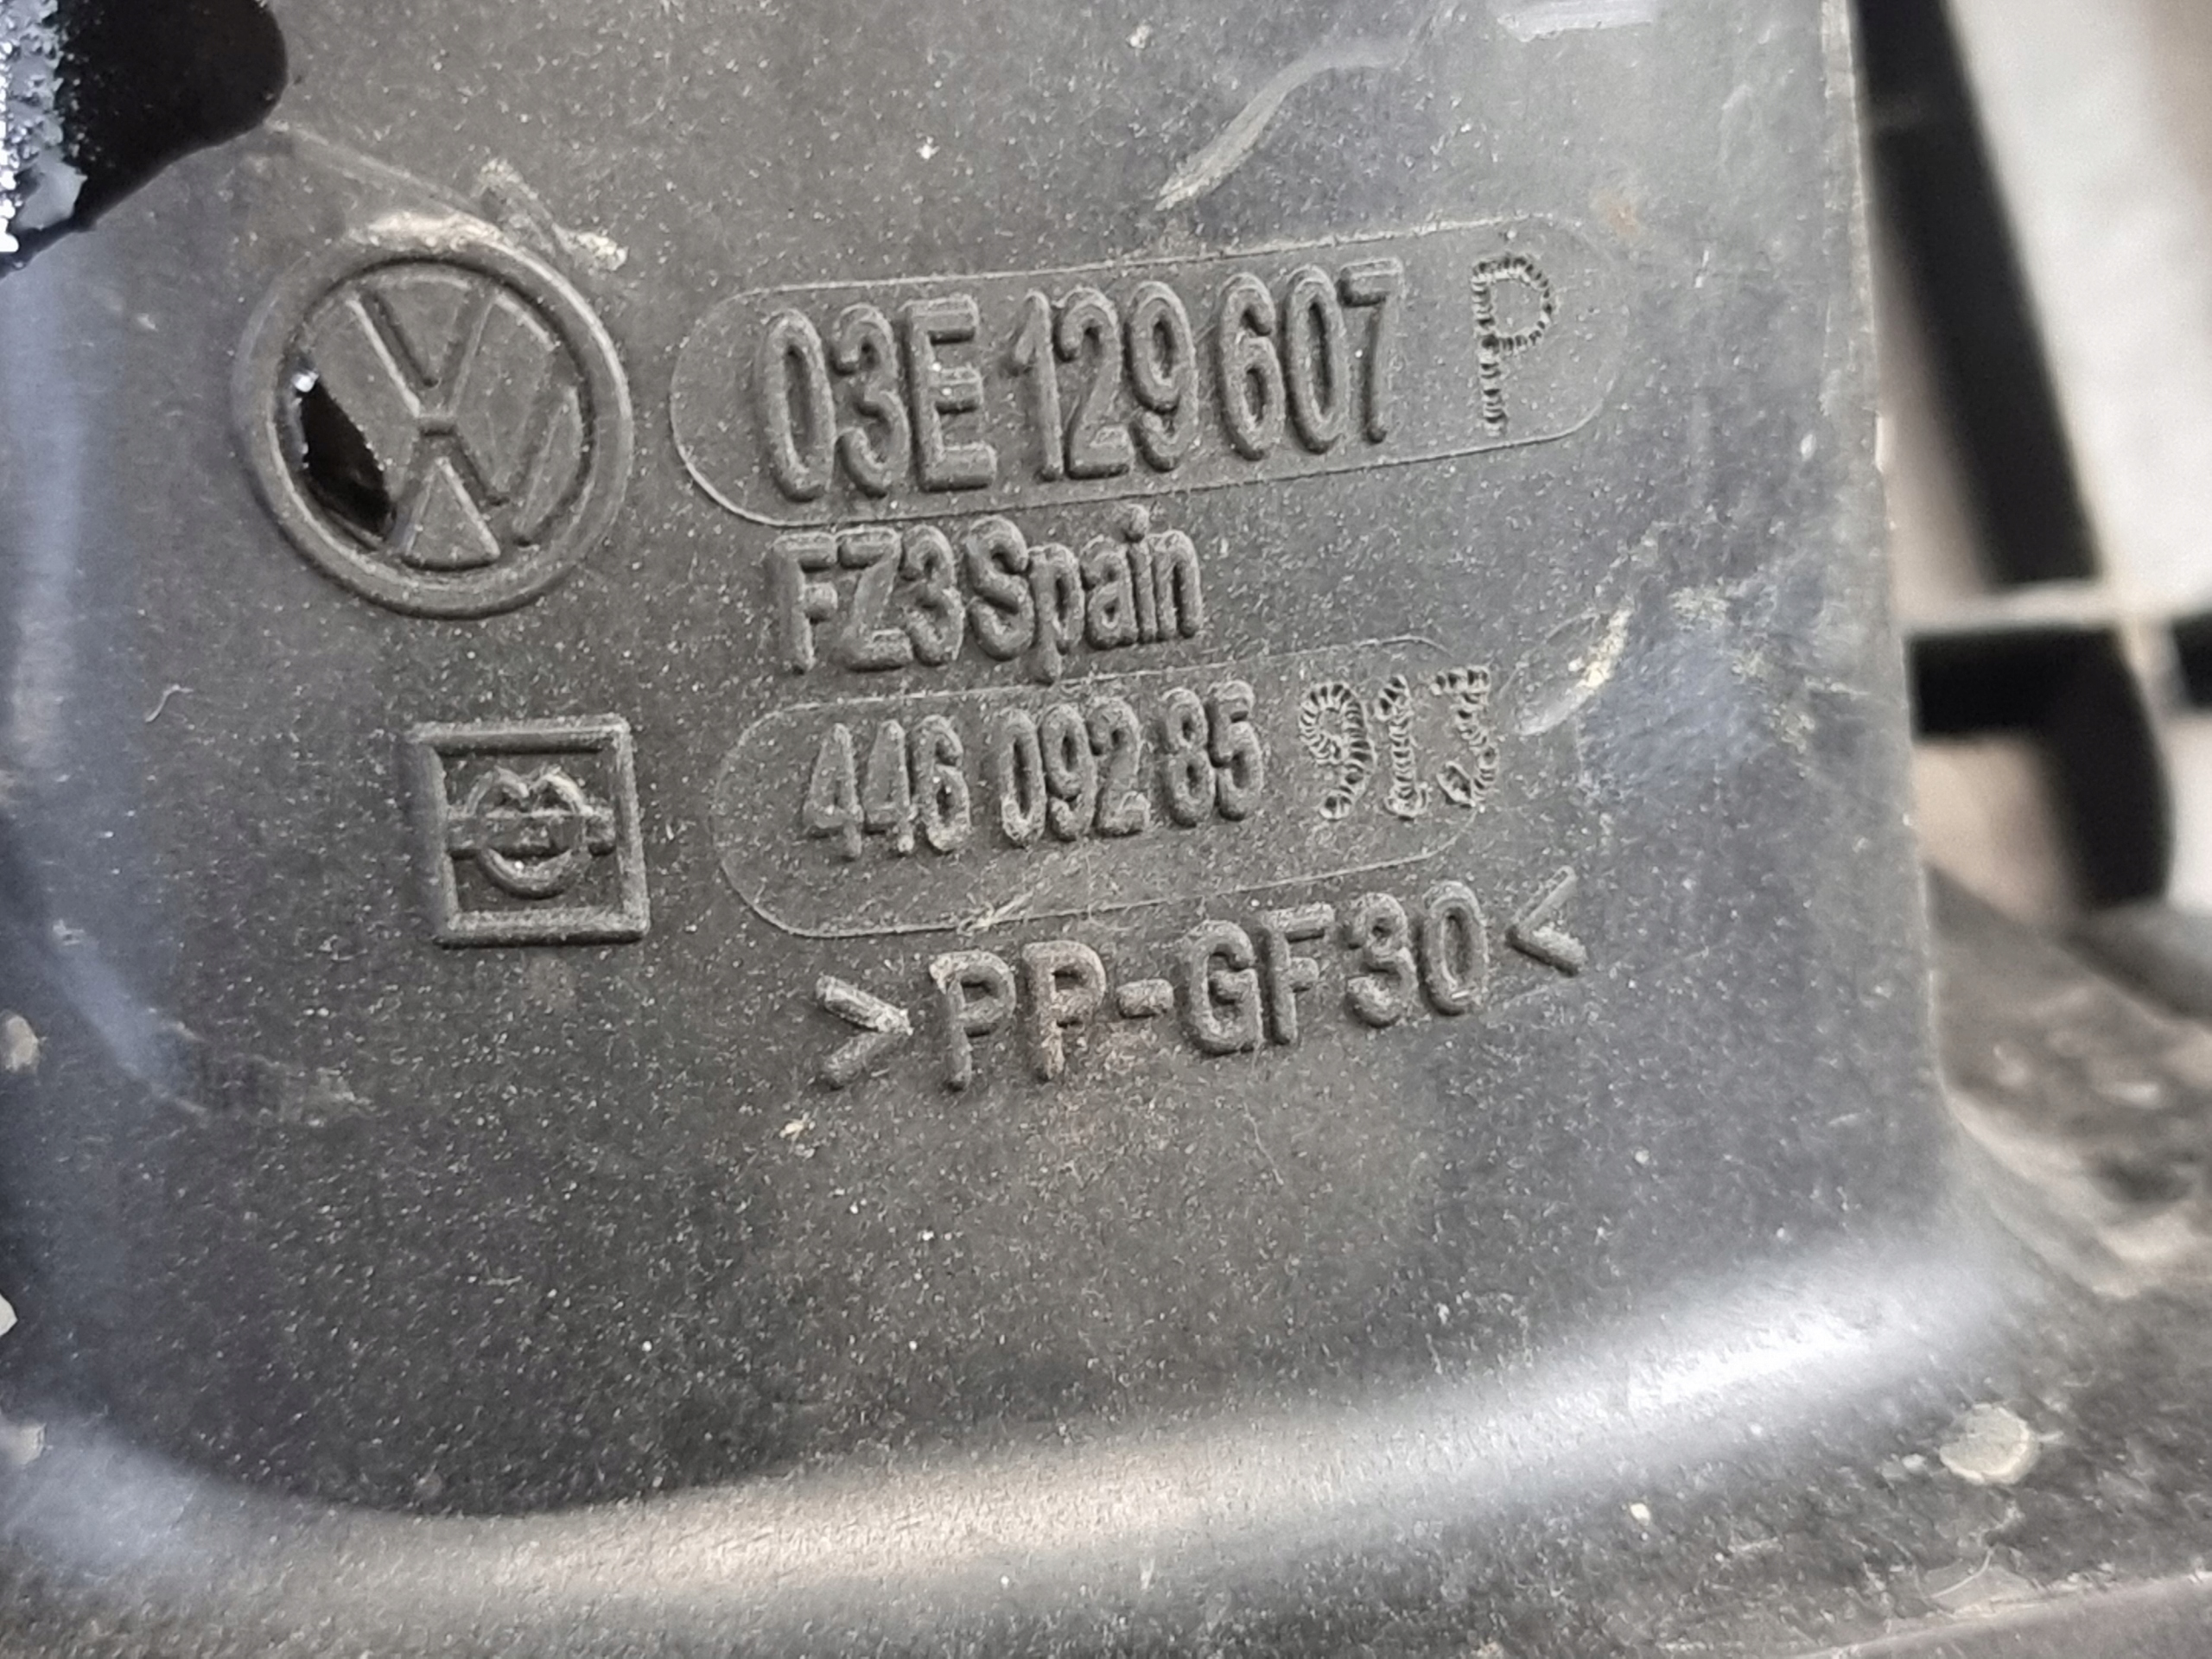 03E 129 607 P
FZ3Spain
446 092 85 913
>PP-GF30<